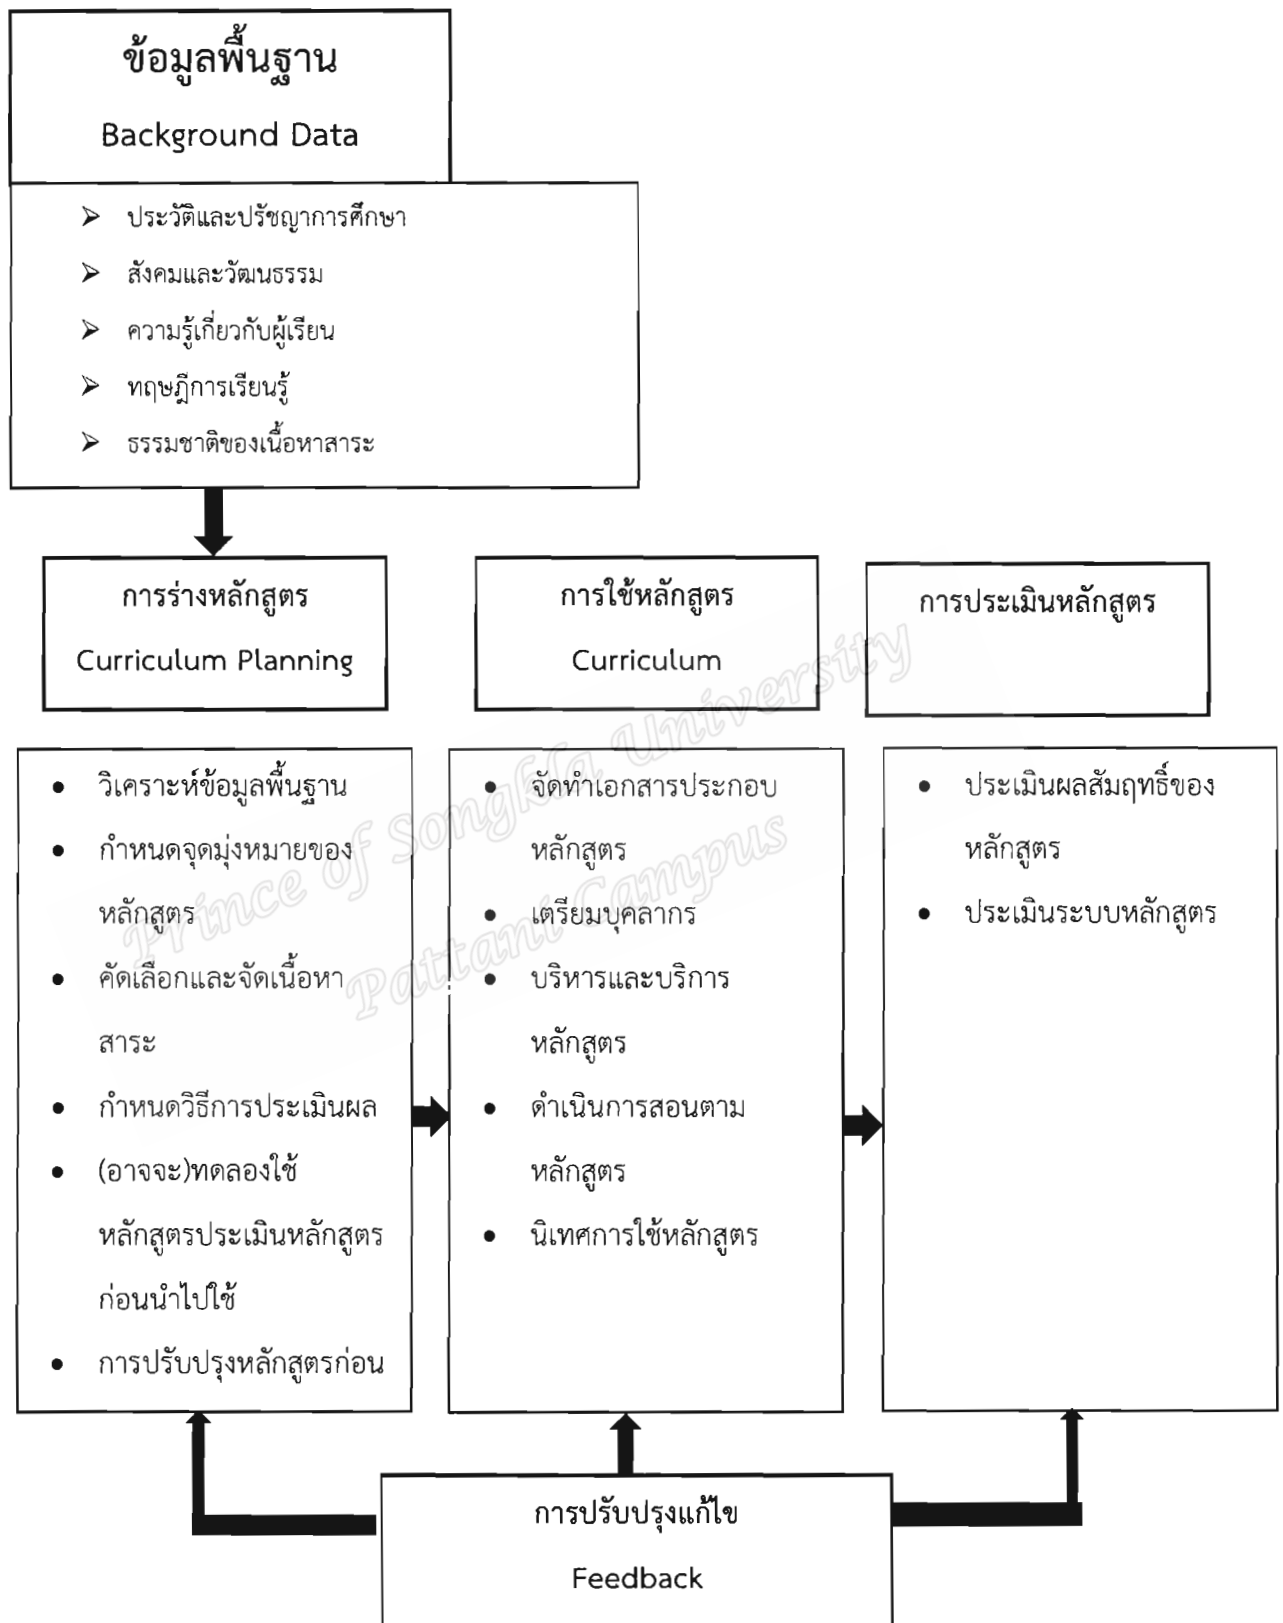 ข้อมูลพื้นฐาน
Background Data
➢ ประวัติและปรัชญาการศึกษา
➢ สังคมและวัฒนธรรม
➢ ความรู้เกี่ยวกับผู้เรียน
➢ ทฤษฎีการเรียนรู้
➢ ธรรมชาติของเนื้อหาสาระ
การร่างหลักสูตร
Curriculum Planning
การใช้หลักสูตร
Curriculum
การประเมินหลักสูตร
• วิเคราะห์ข้อมูลพื้นฐาน
• กำหนดจุดมุ่งหมายของ
หลักสูตร
• คัดเลือกและจัดเนื้อหา
สาระ
• กำหนดวิธีการประเมินผล
• (อาจจะ)ทดลองใช้
หลักสูตรประเมินหลักสูตร
ก่อนนำไปใช้
• การปรับปรุงหลักสูตรก่อน
• จัดทำเอกสารประกอบ
หลักสูตร
• เตรียมบุคลากร
• บริหารและบริการ
หลักสูตร
• ดำเนินการสอนตาม
หลักสูตร
• นิเทศการใช้หลักสูตร
• ประเมินผลสัมฤทธิ์ของ
หลักสูตร
• ประเมินระบบหลักสูตร
การปรับปรุงแก้ไข
Feedback
Prince of Songkla University
Pattani Campus